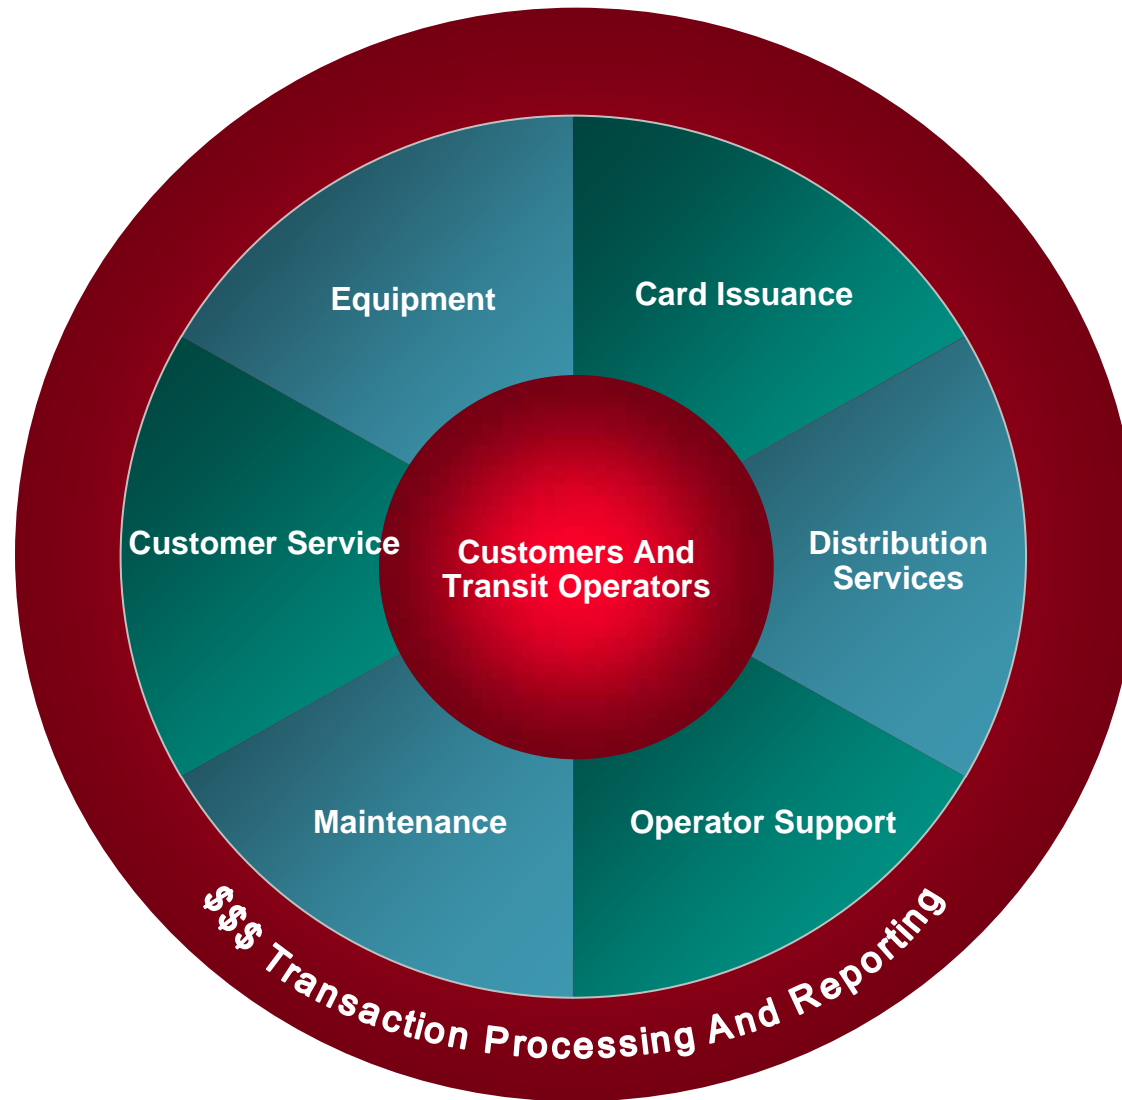 Equipment
Card Issuance
Customer Service
Customers And
Transit Operators
Distribution
Services
Maintenance
Operator Support
$$$ Transaction Processing And Reporting